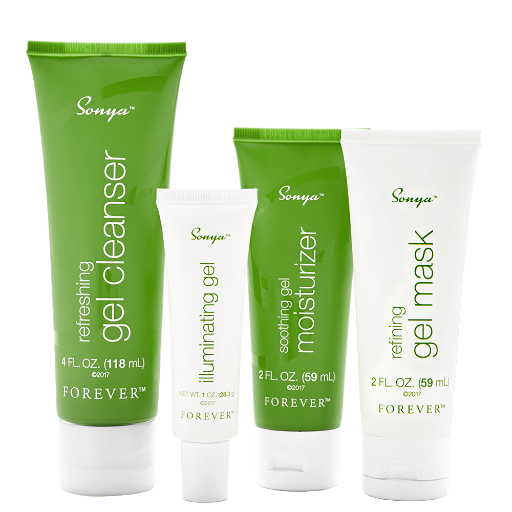 Sonya™
refreshing
gel cleanser
4 FL. OZ. (118 mL)
©2017
FOREVER™
Sonya™
illuminating gel
NET WT. 1 OZ. (28.3 g)
©2017
FOREVER™
Sonya™
soothing gel
moisturizer
2 FL. OZ. (59 mL)
©2017
FOREVER™
Sonya™
refining
gel mask
2 FL. OZ. (59 mL)
©2017
FOREVER™